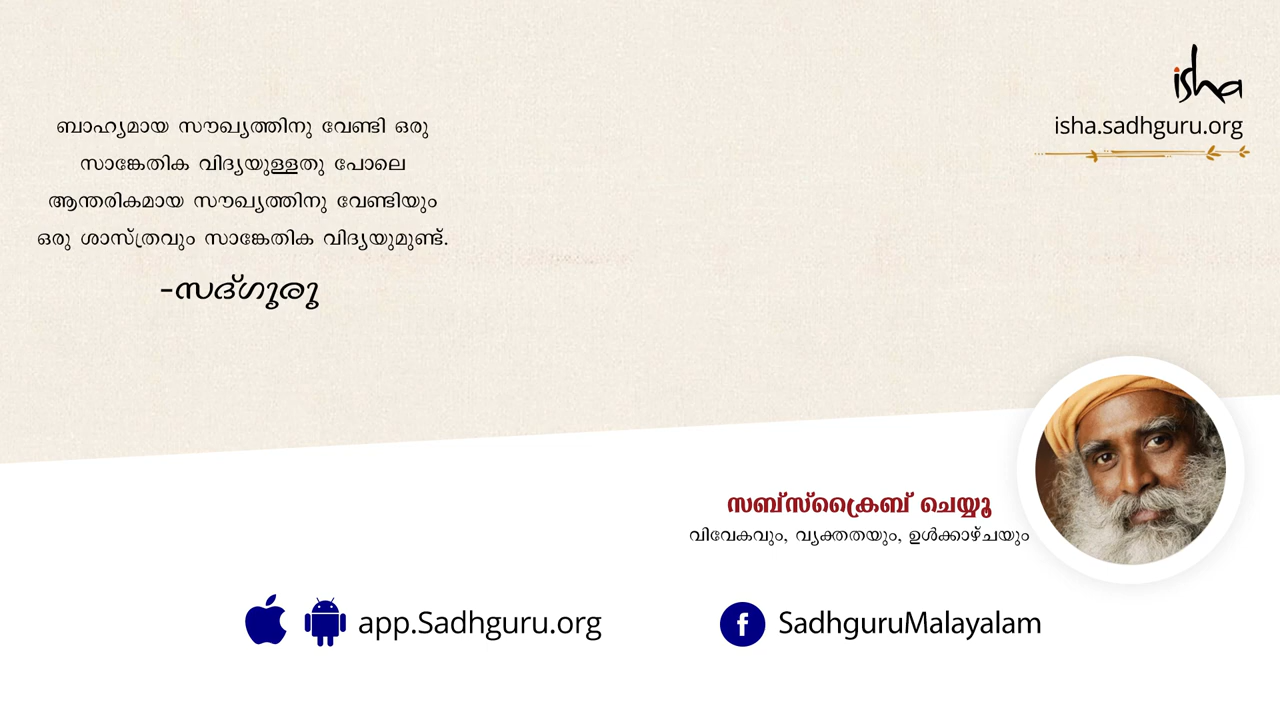 ബാഹ്യമായ സൗഖ്യത്തിനു വേണ്ടി ഒരു
സാങ്കേതിക വിദ്യയുള്ളതു പോലെ
ആന്തരികമായ സൗഖ്യത്തിനു വേണ്ടിയും
ഒരു ശാസ്ത്രവും സാങ്കേതിക വിദ്യയുമുണ്ട്.
-സദ്ഗുരു
isha
isha.sadhguru.org
സബ്സ്ക്രൈബ് ചെയ്യൂ
വിവേകവും, വ്യക്തതയും, ഉൾക്കാഴ്ചയും
app.Sadhguru.org
f SadhguruMalayalam